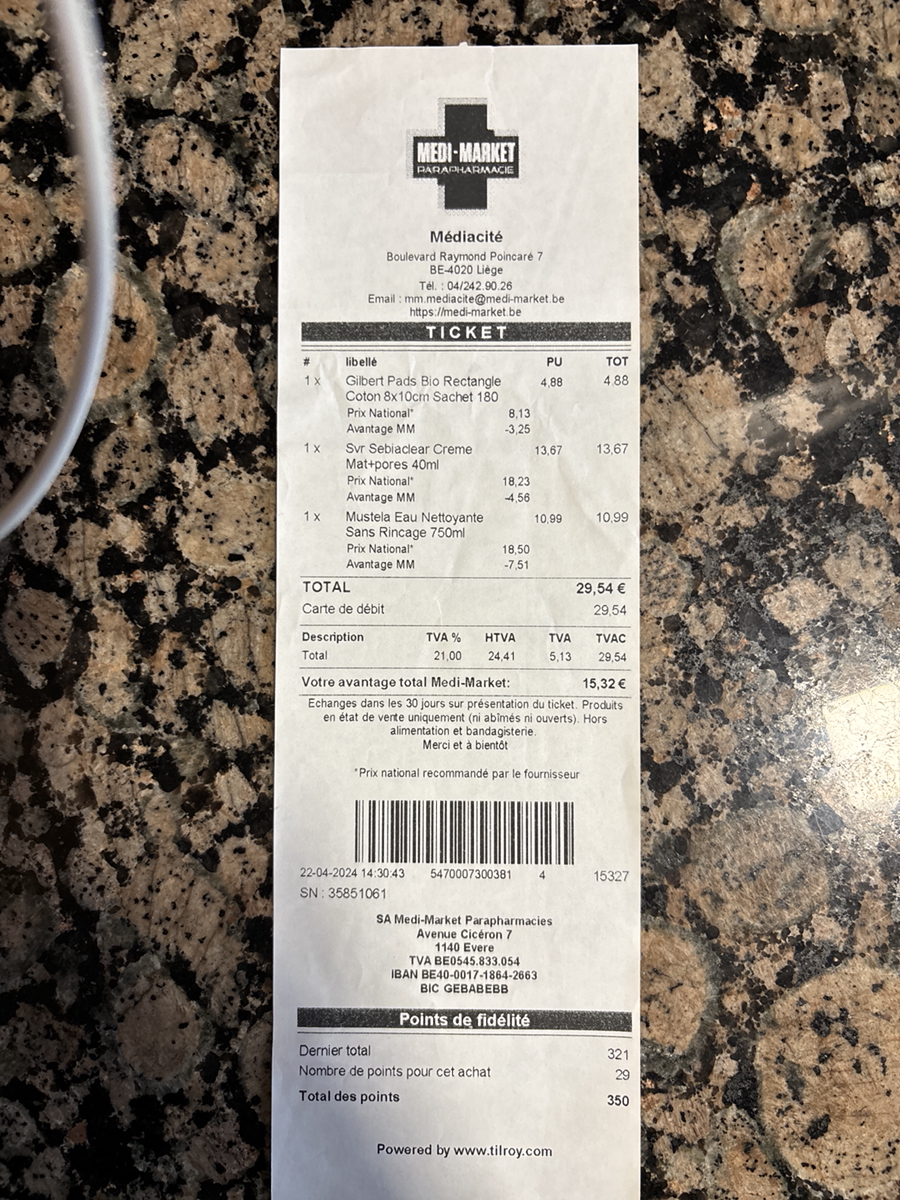 MEDI-MARKET
PARAPHARMACIE
Médiacité
Boulevard Raymond Poincaré 7
BE-4020 Liège
Tél. : 04/242.90.26
Email : mm.mediacite@medi-market.be
https://medi-market.be
TICKET
# libellé PU TOT
1 x Gilbert Pads Bio Rectangle 4,88 4,88
Coton 8x10cm Sachet 180
Prix National* 8,13
Avantage MM -3,25
1 x Svr Sebiaclear Creme 13,67 13,67
Mat+pores 40ml
Prix National* 18,23
Avantage MM -4,56
1 x Mustela Eau Nettoyante 10,99 10,99
Sans Rincage 750ml
Prix National* 18,50
Avantage MM -7,51
TOTAL 29,54 €
Carte de débit 29,54
Description TVA % HTVA TVA TVAC
Total 21,00 24,41 5,13 29,54
Votre avantage total Medi-Market: 15,32 €
Echanges dans les 30 jours sur présentation du ticket. Produits
en état de vente uniquement (ni abîmés ni ouverts). Hors
alimentation et bandagisterie.
Merci et à bientôt
*Prix national recommandé par le fournisseur
22-04-2024 14:30:43 5470007300381 4 15327
SN : 35851061
SA Medi-Market Parapharmacies
Avenue Cicéron 7
1140 Evere
TVA BE0545.833.054
IBAN BE40-0017-1864-2663
BIC GEBABEBB
Points de fidélité
Dernier total 321
Nombre de points pour cet achat 29
Total des points 350
Powered by www.tilroy.com